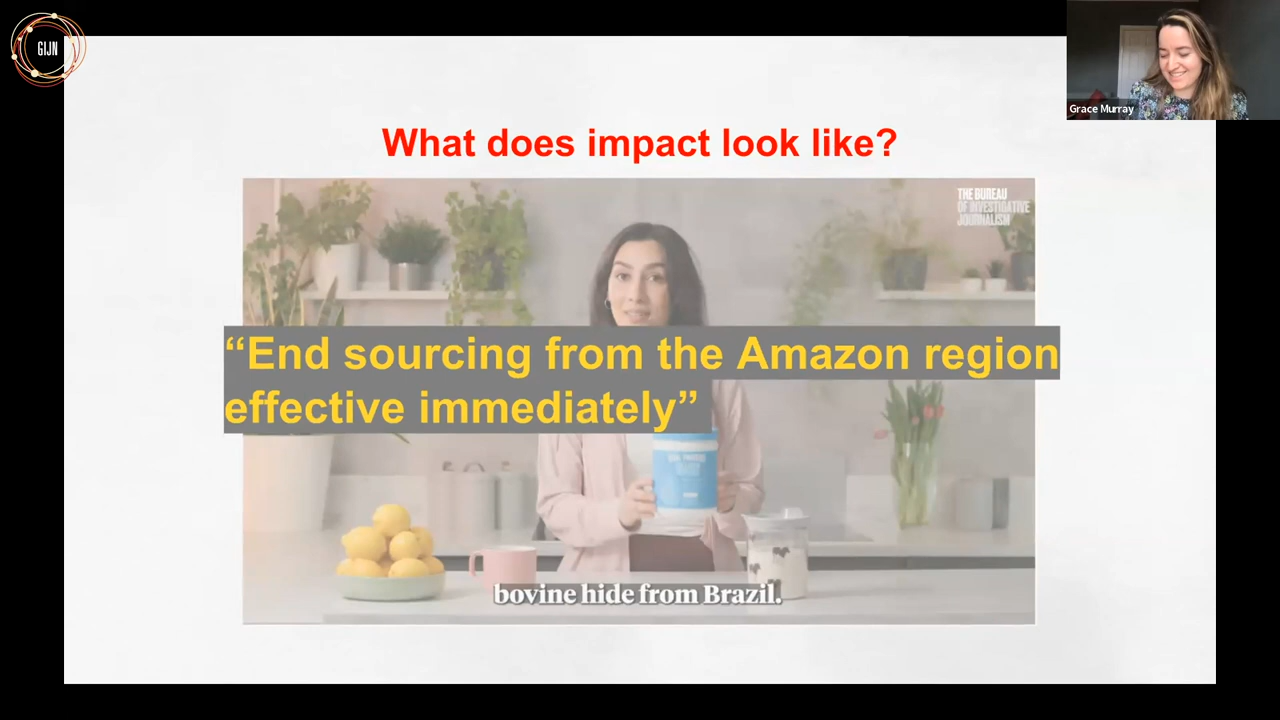 GIJN
Grace Murray
What does impact look like?
THE BUREAU
OF INVESTIGATIVE
JOURNALISM
“End sourcing from the Amazon region
effective immediately”
bovine hide from Brazil.